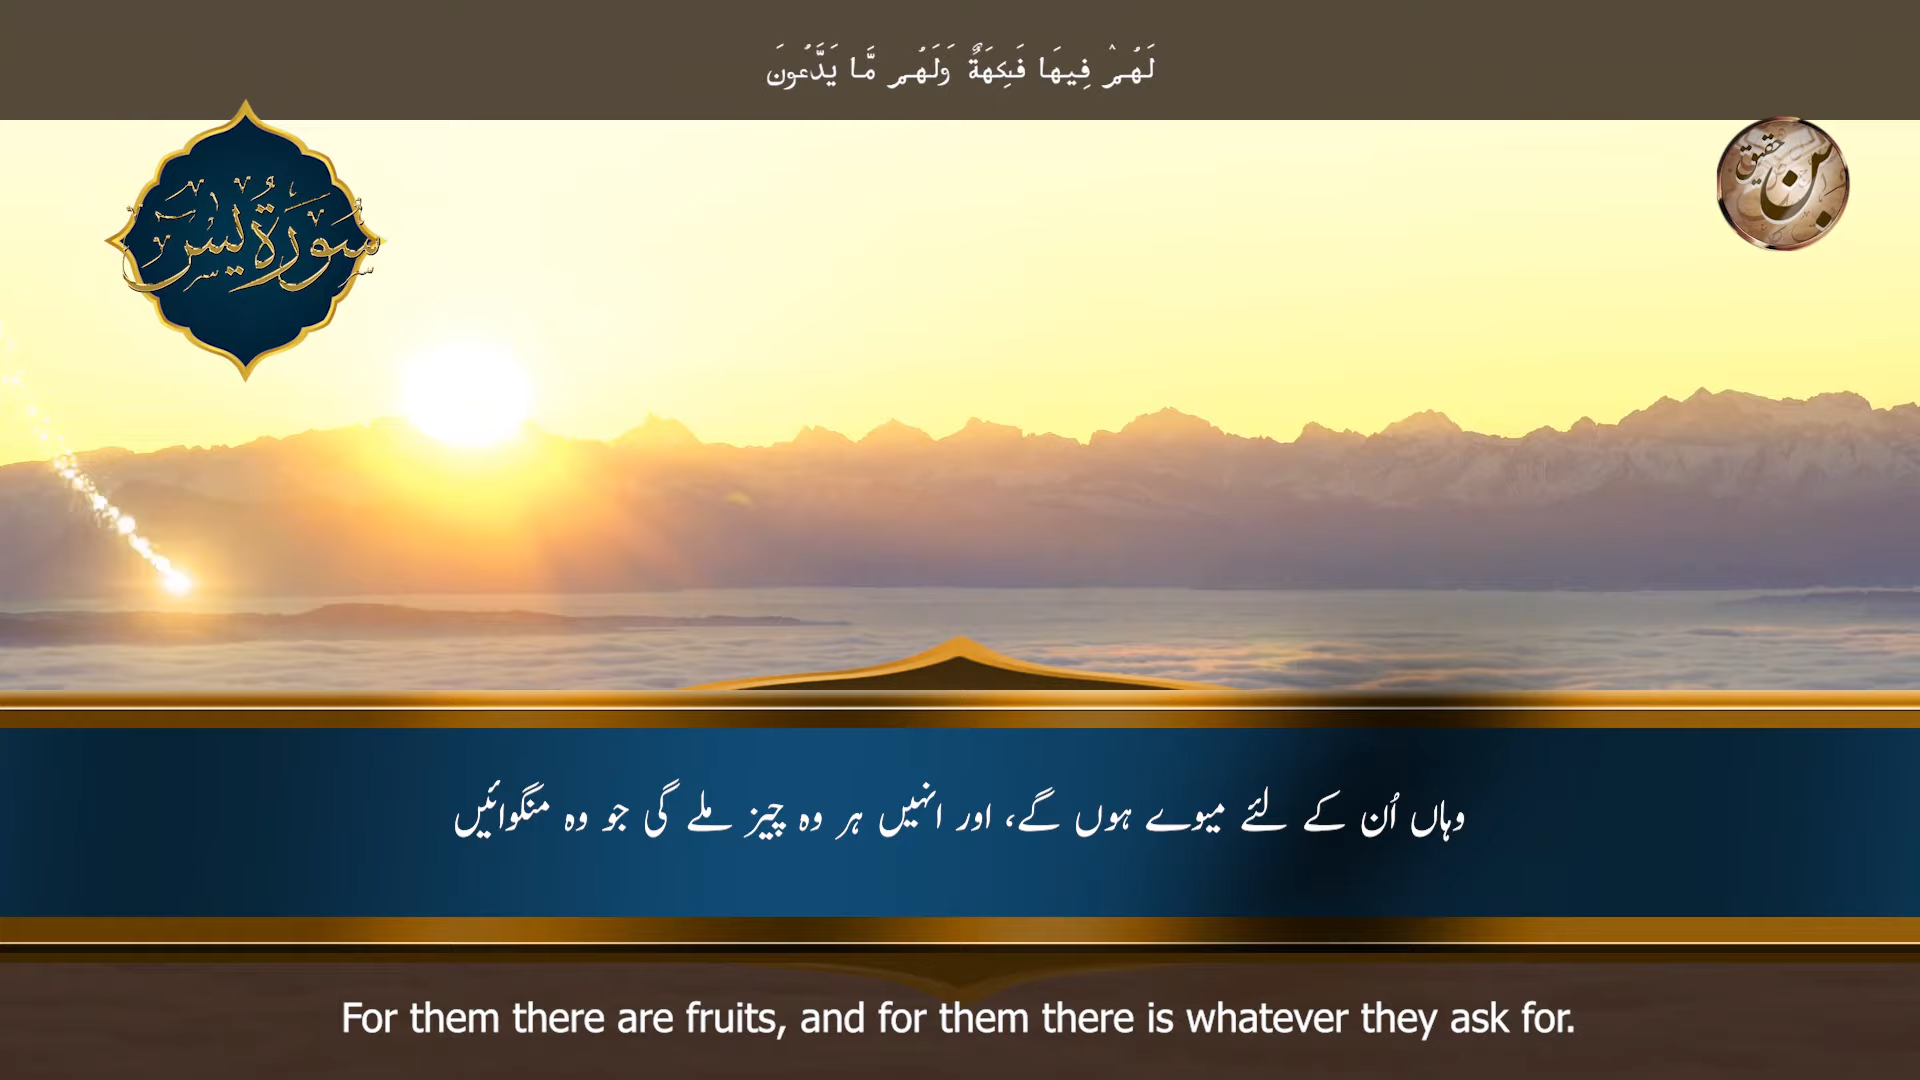 لَهُمْ فِيهَا فَـٰكِهَةٌ وَلَهُم مَّا يَدَّعُونَ
سُورَةُ يٰسٓ
وہاں اُن کے لئے میوے ہوں گے، اور انہیں ہر وہ چیز ملے گی جو وہ منگوائیں
For them there are fruits, and for them there is whatever they ask for.